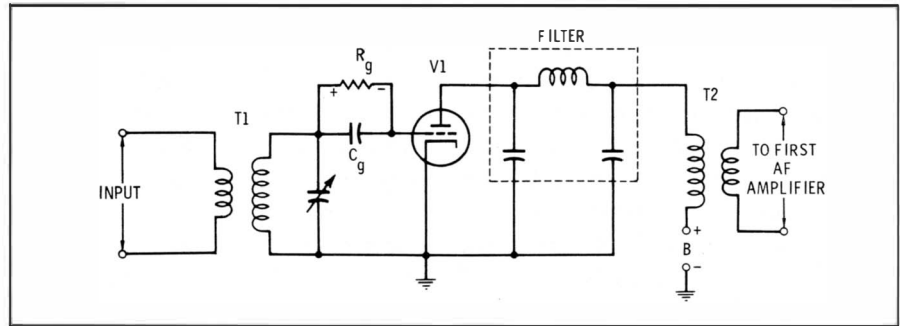 FILTER
R g
V1
+ -
T1
T2
C g
INPUT
TO FIRST
AF
AMPLIFIER
+
B
-